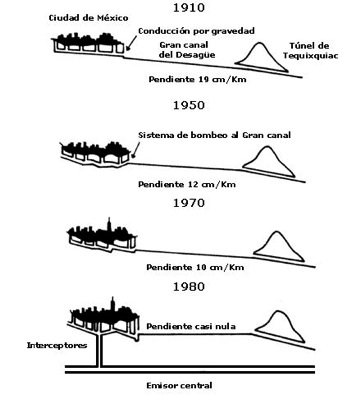 1910
Ciudad de México
Conducción por gravedad
Gran canal
del Desagüe
Túnel de
Tequixquiac
Pendiente 19 cm/Km
1950
Sistema de bombeo al Gran canal
Pendiente 12 cm/Km
1970
Pendiente 10 cm/Km
1980
Pendiente casi nula
Interceptores
Emisor central